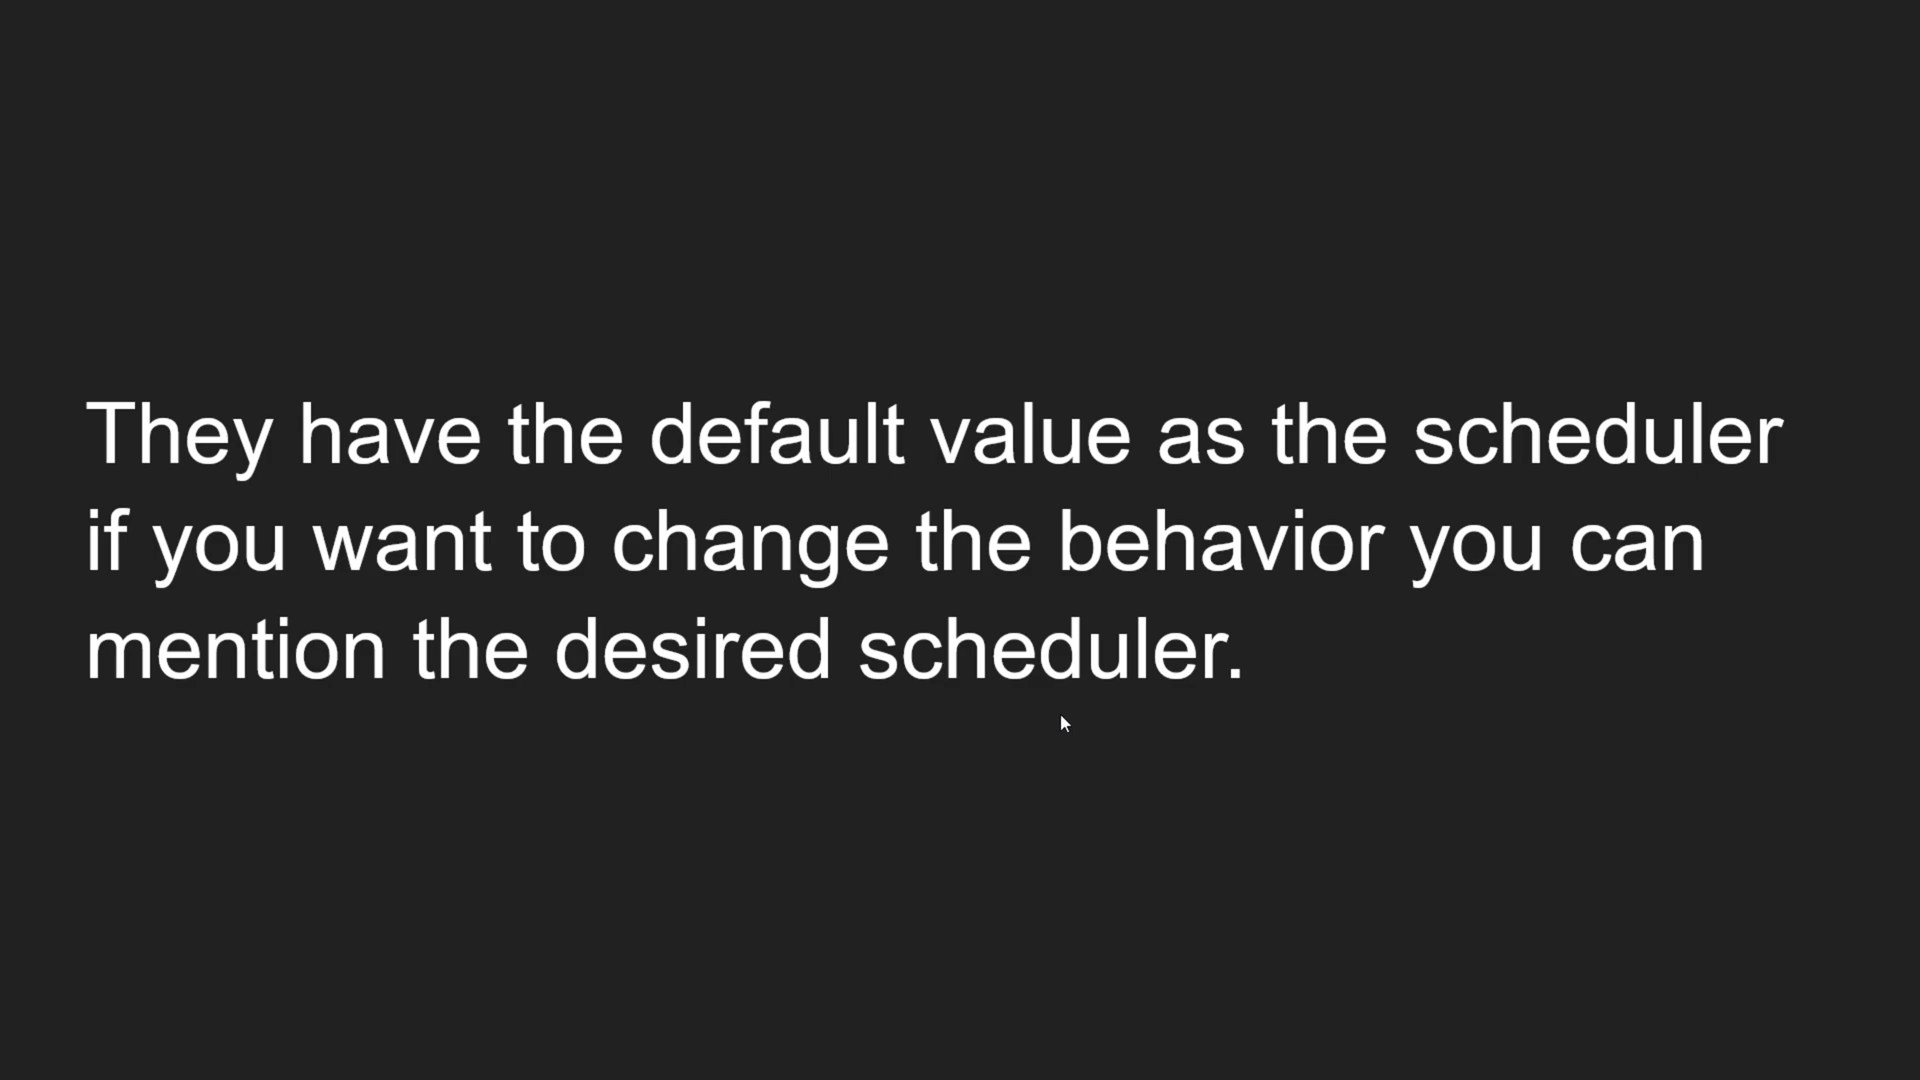 They have the default value as the scheduler
if you want to change the behavior you can
mention the desired scheduler.